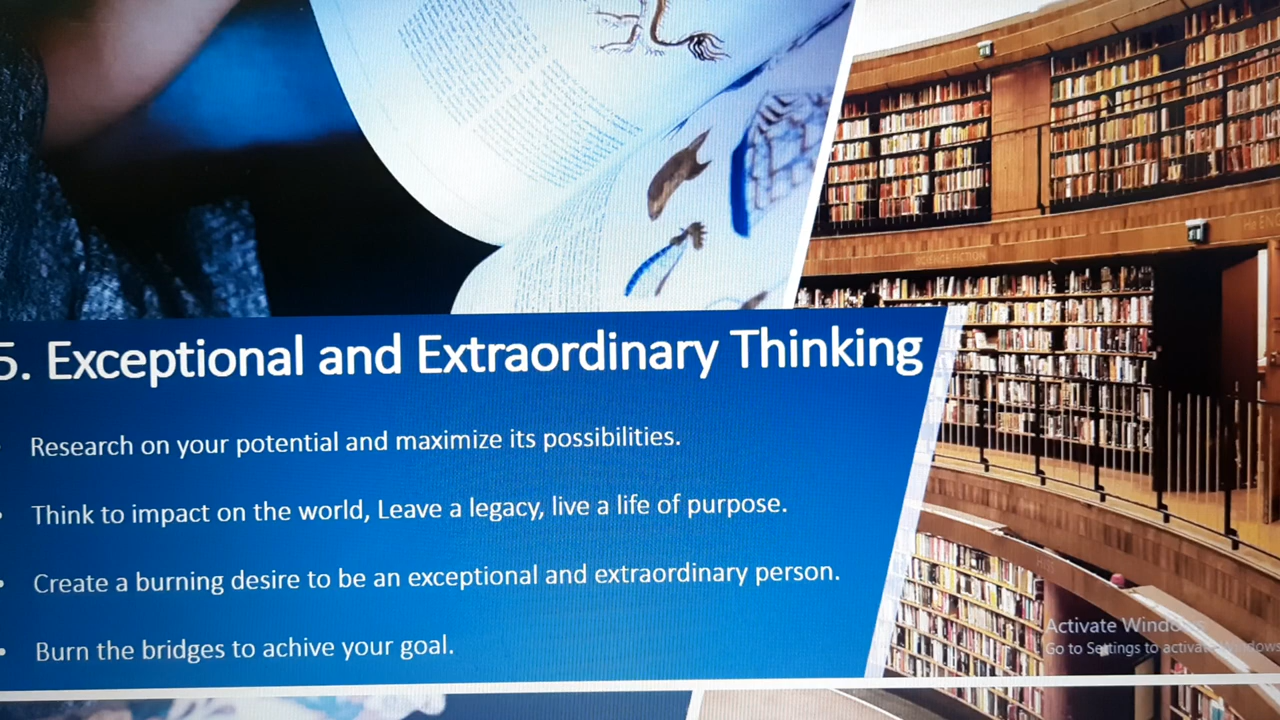 SCIENCE FICTION
5. Exceptional and Extraordinary Thinking
Research on your potential and maximize its possibilities.
Think to impact on the world, Leave a legacy, live a life of purpose.
Create a burning desire to be an exceptional and extraordinary person.
Burn the bridges to achive your goal.
Activate Windows
Go to Settings to activate Windows